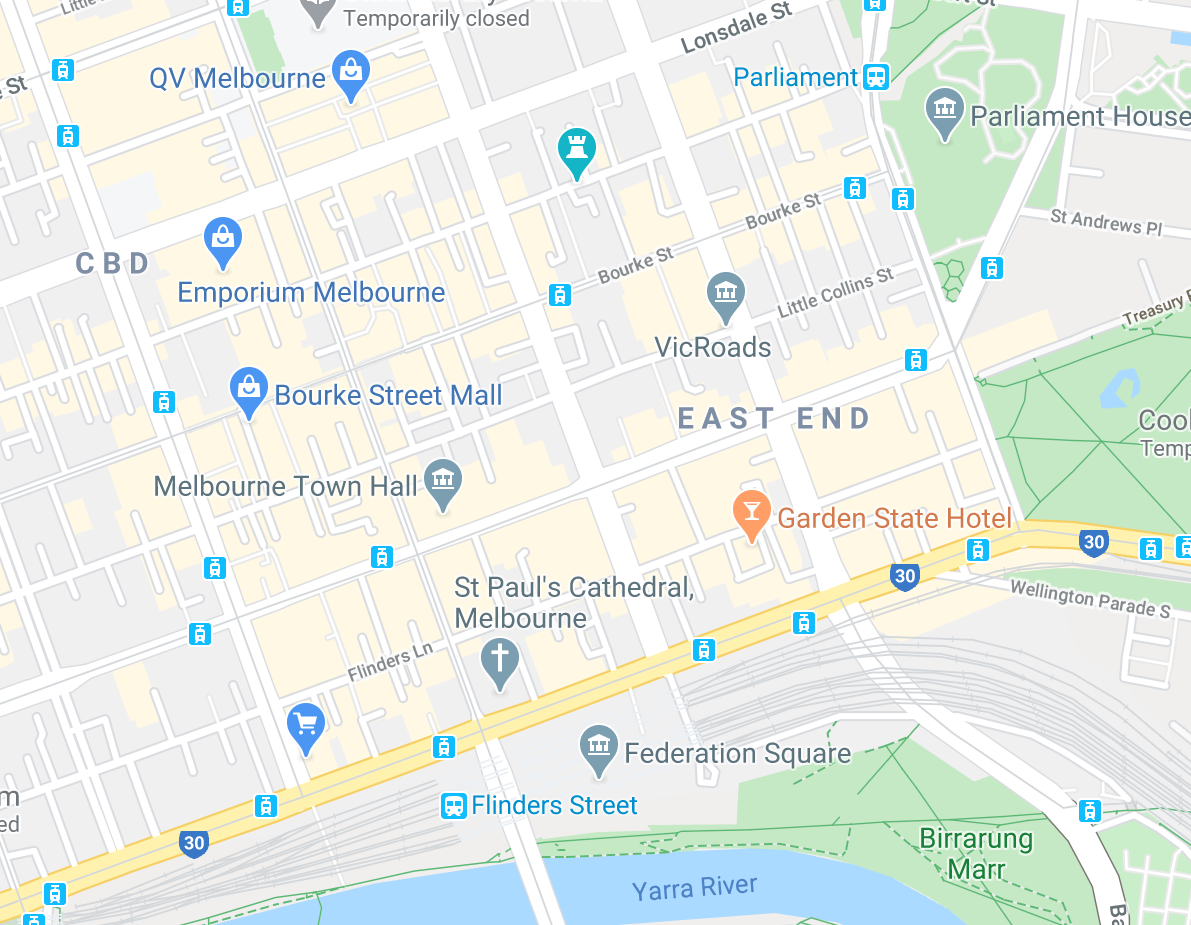 Temporarily closed
Lonsdale St
QV Melbourne
Parliament
St
Parliament House
Bourke St
St Andrews Pl
CBD
Bourke St
Emporium Melbourne
Little Collins St
Treasury
VicRoads
Bourke Street Mall
EAST END
Melbourne Town Hall
Garden State Hotel
30
30
St Paul's Cathedral,
Melbourne
Wellington Parade S
Flinders Ln
Federation Square
Flinders Street
30
Birrarung
Marr
Yarra River